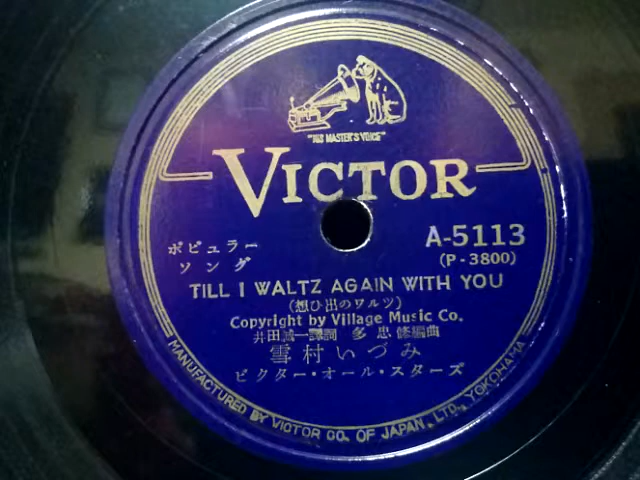 "HIS MASTER'S VOICE"
VICTOR
A-5113
(P-3800)
ポピュラー
ソング
TILL I WALTZ AGAIN WITH YOU
(想ひ出のワルツ)
Copyright by Village Music Co.
井田誠一譯詞 多 忠修編曲
雪村いづみ
ビクター・オール・スターズ
MANUFACTURED BY VICTOR CO. OF JAPAN, LTD., YOKOHAMA